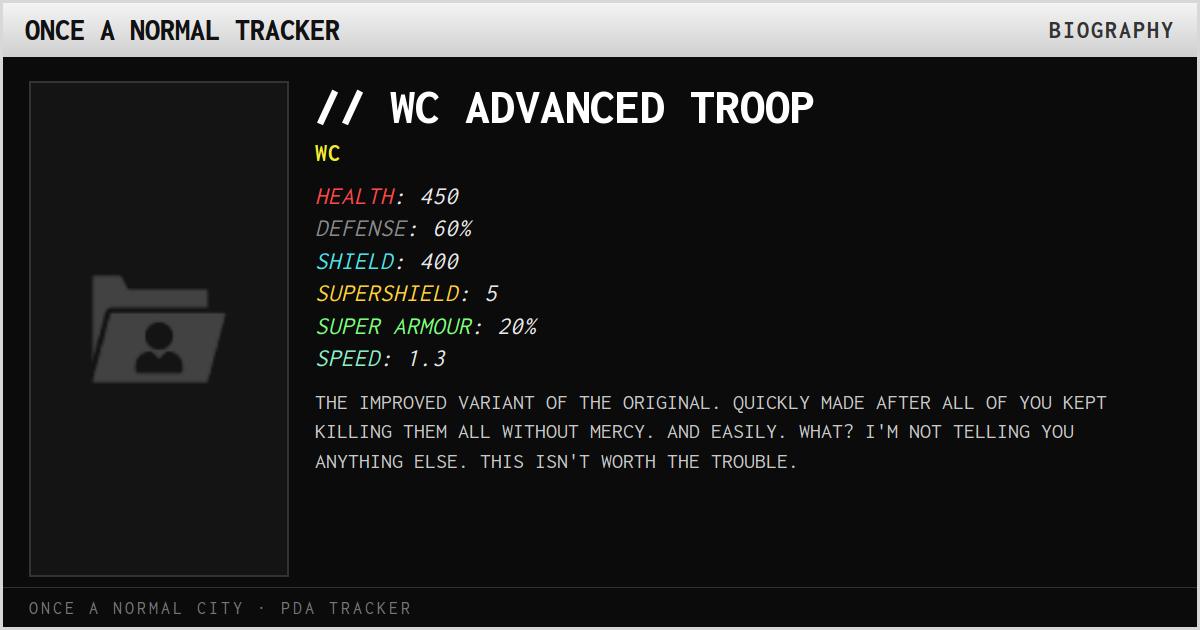 ONCE A NORMAL TRACKER
BIOGRAPHY
// WC ADVANCED TROOP
WC
HEALTH: 450
DEFENSE: 60%
SHIELD: 400
SUPERSHIELD: 5
SUPER ARMOUR: 20%
SPEED: 1.3
THE IMPROVED VARIANT OF THE ORIGINAL. QUICKLY MADE AFTER ALL OF YOU KEPT
KILLING THEM ALL WITHOUT MERCY. AND EASILY. WHAT? I'M NOT TELLING YOU
ANYTHING ELSE. THIS ISN'T WORTH THE TROUBLE.
ONCE A NORMAL CITY · PDA TRACKER